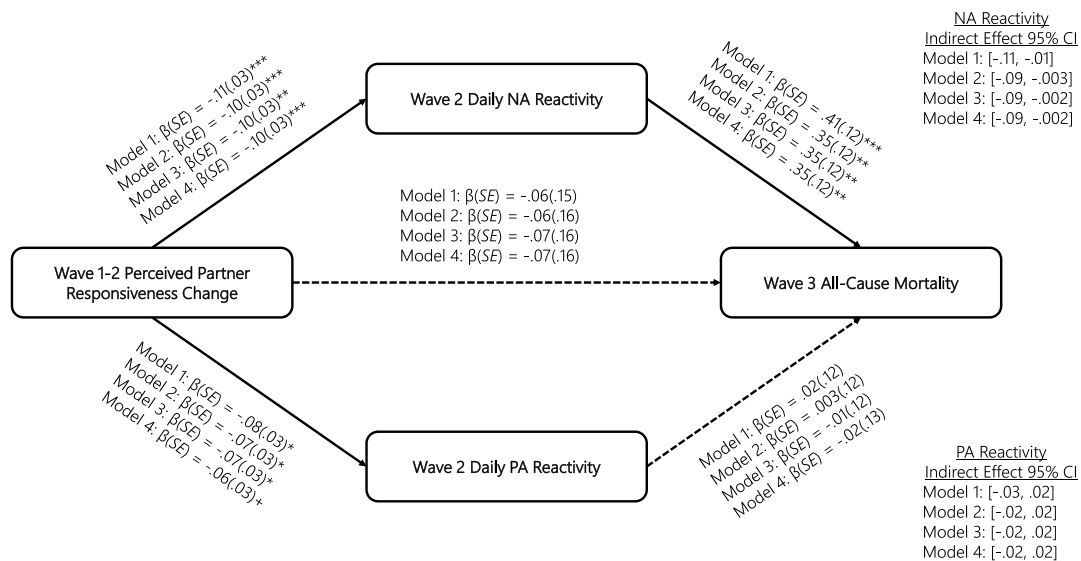 NA Reactivity
Indirect Effect 95% CI
Model 1: [-.11, -.01]
Model 2: [-.09, -.003]
Model 3: [-.09, -.002]
Model 4: [-.09, -.002]
Model 1: β(SE) = -.11(.03)***
Model 2: β(SE) = -.10(.03)***
Model 3: β(SE) = -.10(.03)**
Model 4: β(SE) = -.10(.03)***
Wave 2 Daily NA Reactivity
Model 1: β(SE) = .41(.12)***
Model 2: β(SE) = .35(.12)**
Model 3: β(SE) = .35(.12)**
Model 4: β(SE) = .35(.12)**
Model 1: β(SE) = -.06(.15)
Model 2: β(SE) = -.06(.16)
Model 3: β(SE) = -.07(.16)
Model 4: β(SE) = -.07(.16)
Wave 1-2 Perceived Partner
Responsiveness Change
Wave 3 All-Cause Mortality
Model 1: β(SE) = -.08(.03)*
Model 2: β(SE) = -.07(.03)*
Model 3: β(SE) = -.07(.03)*
Model 4: β(SE) = -.06(.03)+
Wave 2 Daily PA Reactivity
Model 1: β(SE) = .02(.12)
Model 2: β(SE) = .003(.12)
Model 3: β(SE) = -.01(.12)
Model 4: β(SE) = -.02(.13)
PA Reactivity
Indirect Effect 95% CI
Model 1: [-.03, .02]
Model 2: [-.02, .02]
Model 3: [-.02, .02]
Model 4: [-.02, .02]